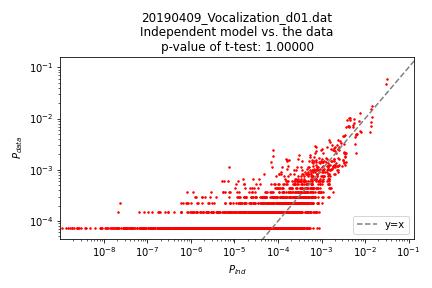 20190409_Vocalization_d01.dat
Independent model vs. the data
p-value of t-test: 1.00000
10⁻¹
10⁻²
10⁻³
10⁻⁴
P_data
10⁻⁸ 10⁻⁷ 10⁻⁶ 10⁻⁵ 10⁻⁴ 10⁻³ 10⁻² 10⁻¹
P_ind
y=x